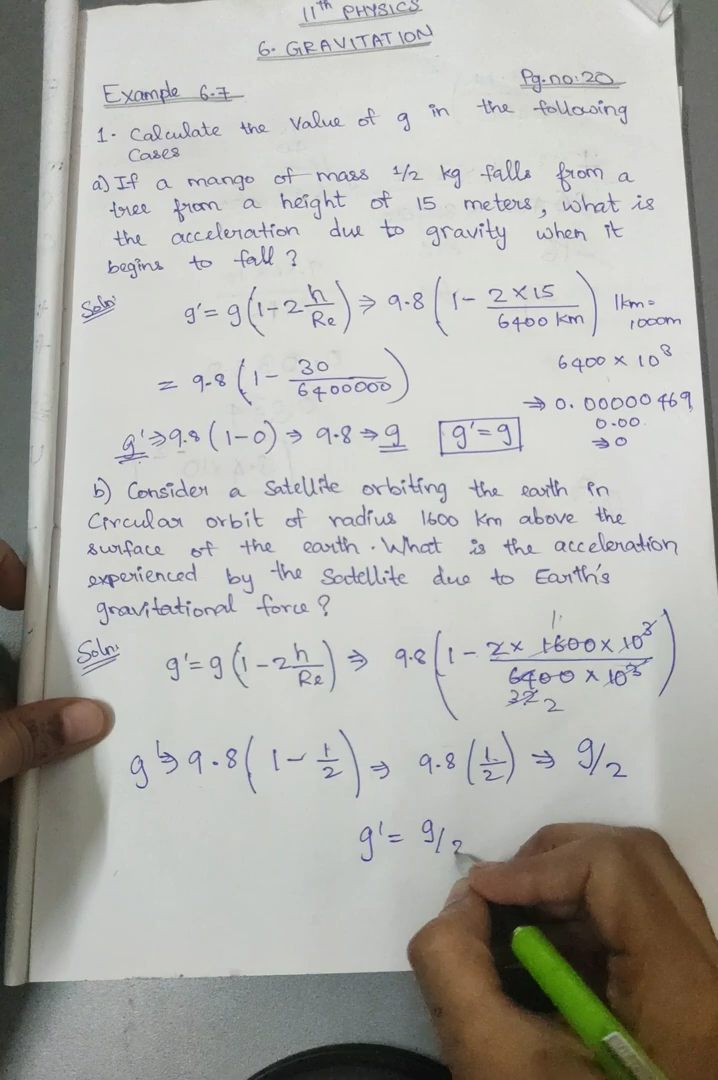 11th PHYSICS
6. GRAVITATION
Example 6.7 Pg.no:20
1. Calculate the Value of g in the following
Cases
a) If a mango of mass 1/2 kg falls from a
tree from a height of 15 meters, what is
the acceleration due to gravity when it
begins to fall?
Soln:
g' = g (1-2 h/Re) ⇒ 9.8 (1 - 2×15/6400 km) 1km =
1000m
= 9.8 (1 - 30/6400000) 6400 × 10³
⇒ 0.00000469
g' ⇒ 9.8 (1-0) ⇒ 9.8 ⇒ g g' = g 0.00
⇒ 0
b) Consider a Satellite orbiting the earth in
Circular orbit of radius 1600 km above the
surface of the earth. What is the acceleration
experienced by the Satellite due to Earth's
gravitational force?
Soln:
g' = g (1-2h/Re) ⇒ 9.8 (1 - 2× 1600×10³/6400 × 10³)
32 2
g' ⇒ 9.8 (1 - 1/2) ⇒ 9.8 (1/2) ⇒ g/2
g' = g/2